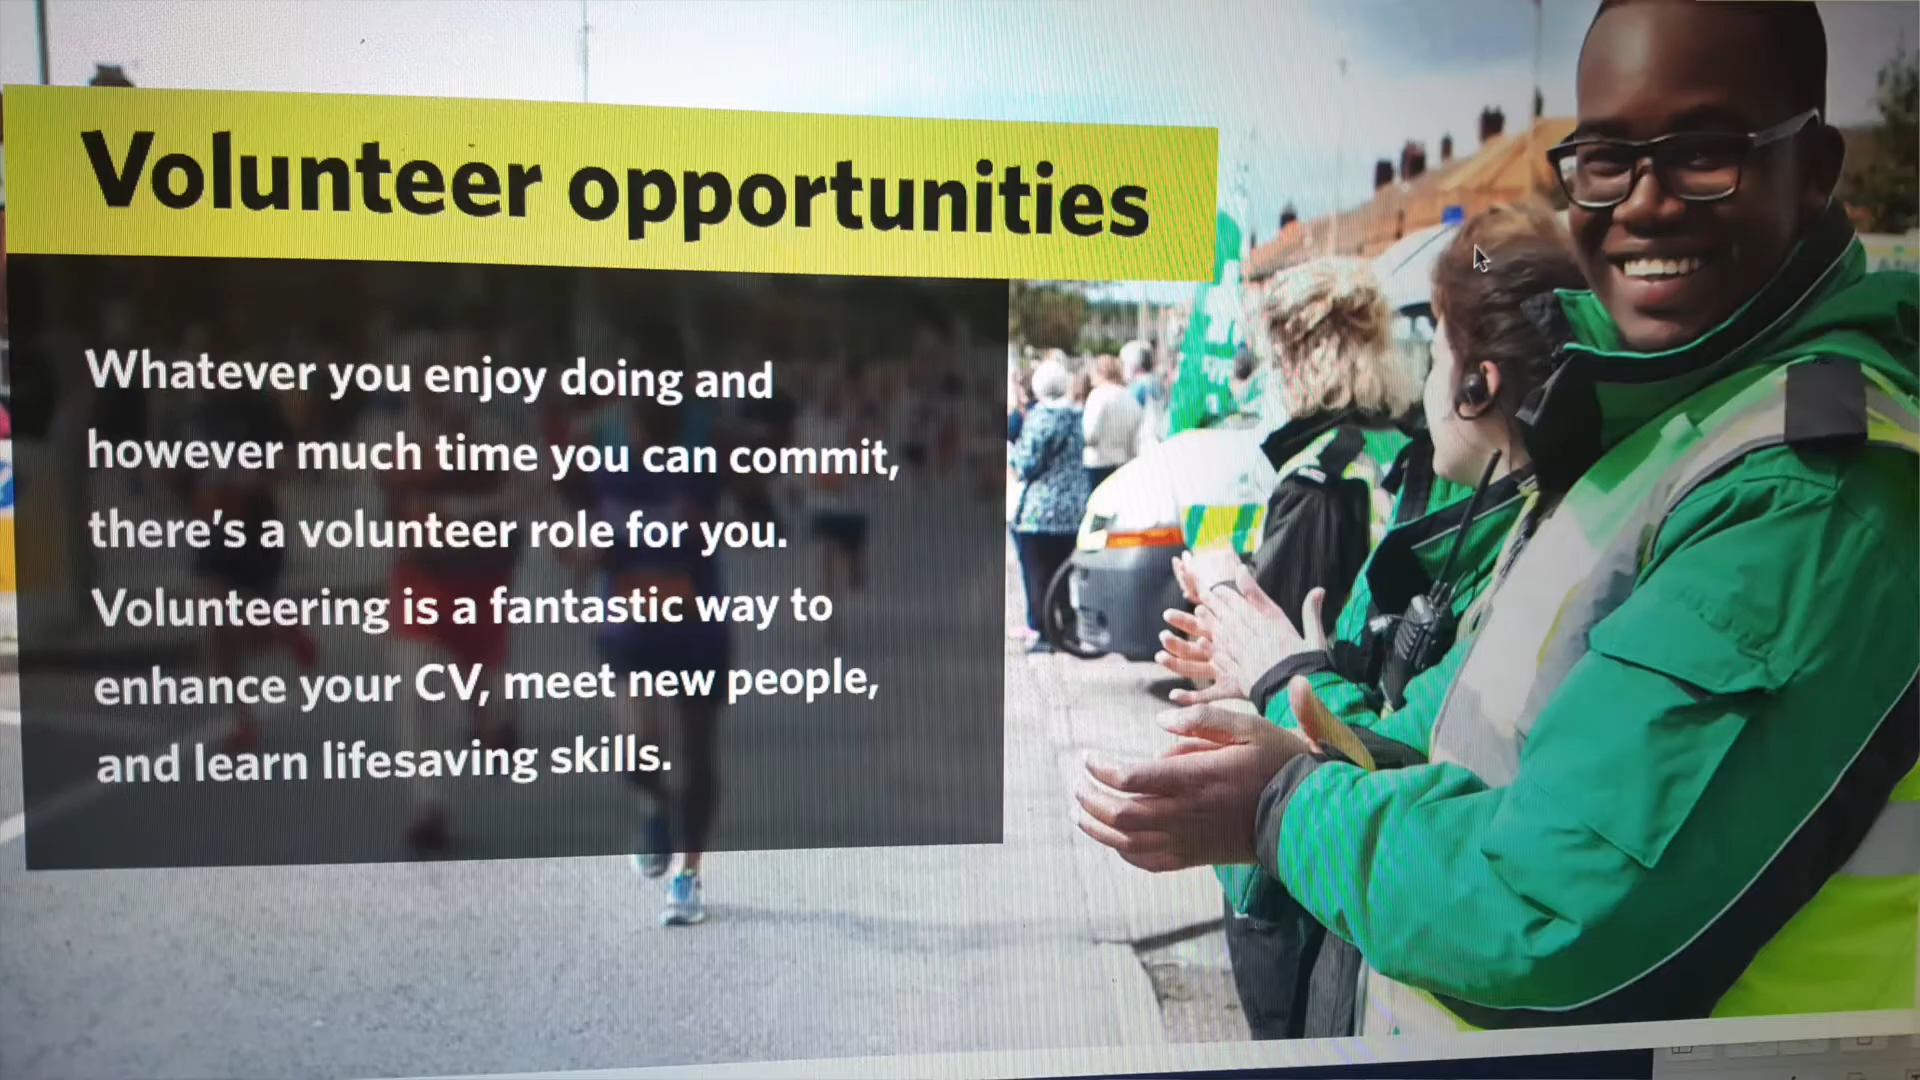 Volunteer opportunities
Whatever you enjoy doing and
however much time you can commit,
there's a volunteer role for you.
Volunteering is a fantastic way to
enhance your CV, meet new people,
and learn lifesaving skills.